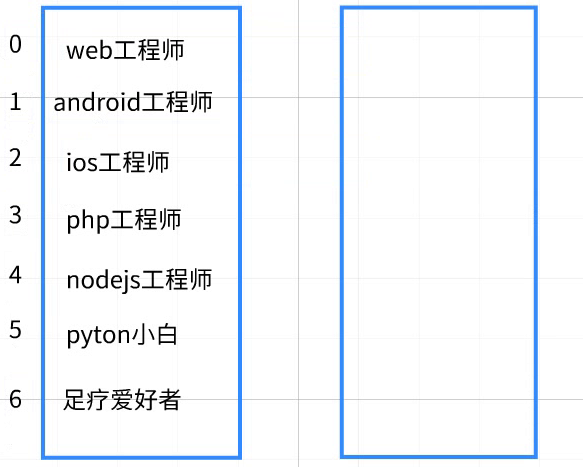 0 web工程师
1 android工程师
2 ios工程师
3 php工程师
4 nodejs工程师
5 pyton小白
6 足疗爱好者